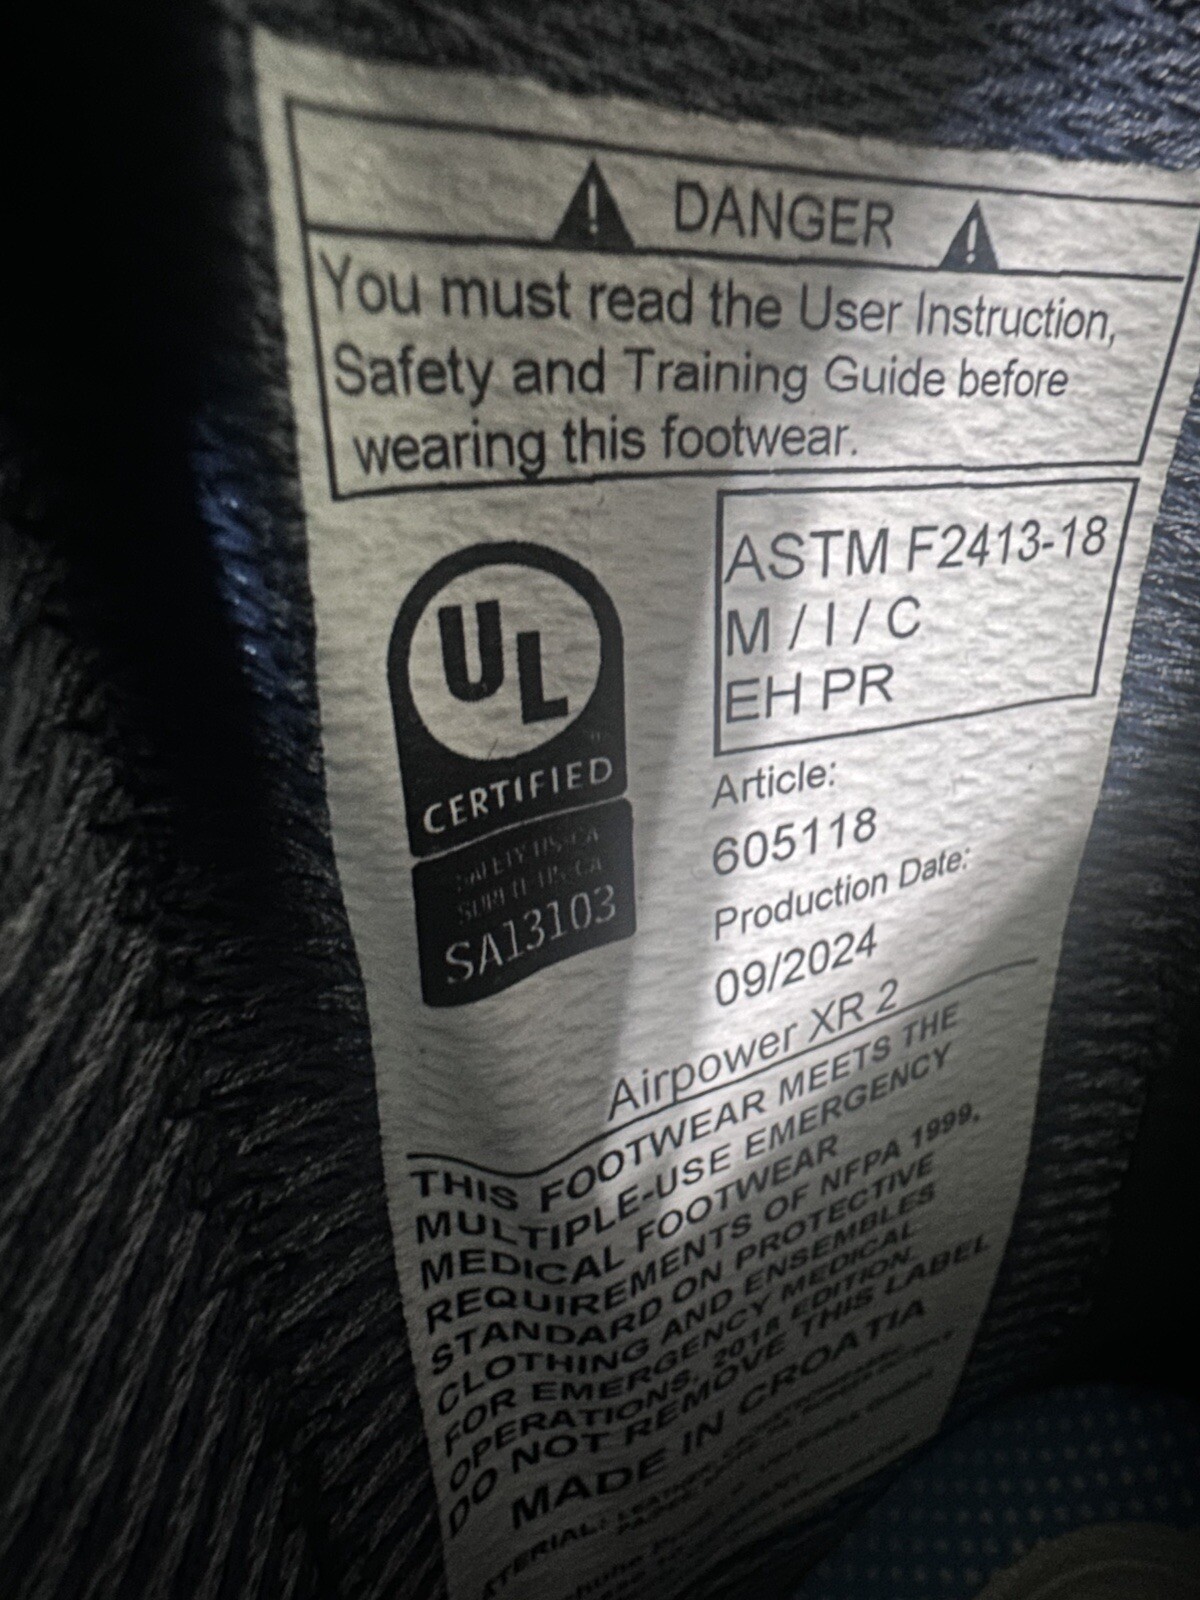 DANGER
You must read the User Instruction,
Safety and Training Guide before
wearing this footwear.
UL
CERTIFIED
SAFETY US-CA
SA13103
ASTM F2413-18
M / I / C
EH PR
Article:
605118
Production Date:
09/2024
Airpower XR 2
THIS FOOTWEAR MEETS THE
MULTIPLE-USE EMERGENCY
MEDICAL FOOTWEAR
REQUIREMENTS OF NFPA 1999,
STANDARD ON PROTECTIVE
CLOTHING AND ENSEMBLES
FOR EMERGENCY MEDICAL
OPERATIONS, 2018 EDITION.
DO NOT REMOVE THIS LABEL
MADE IN CROATIA